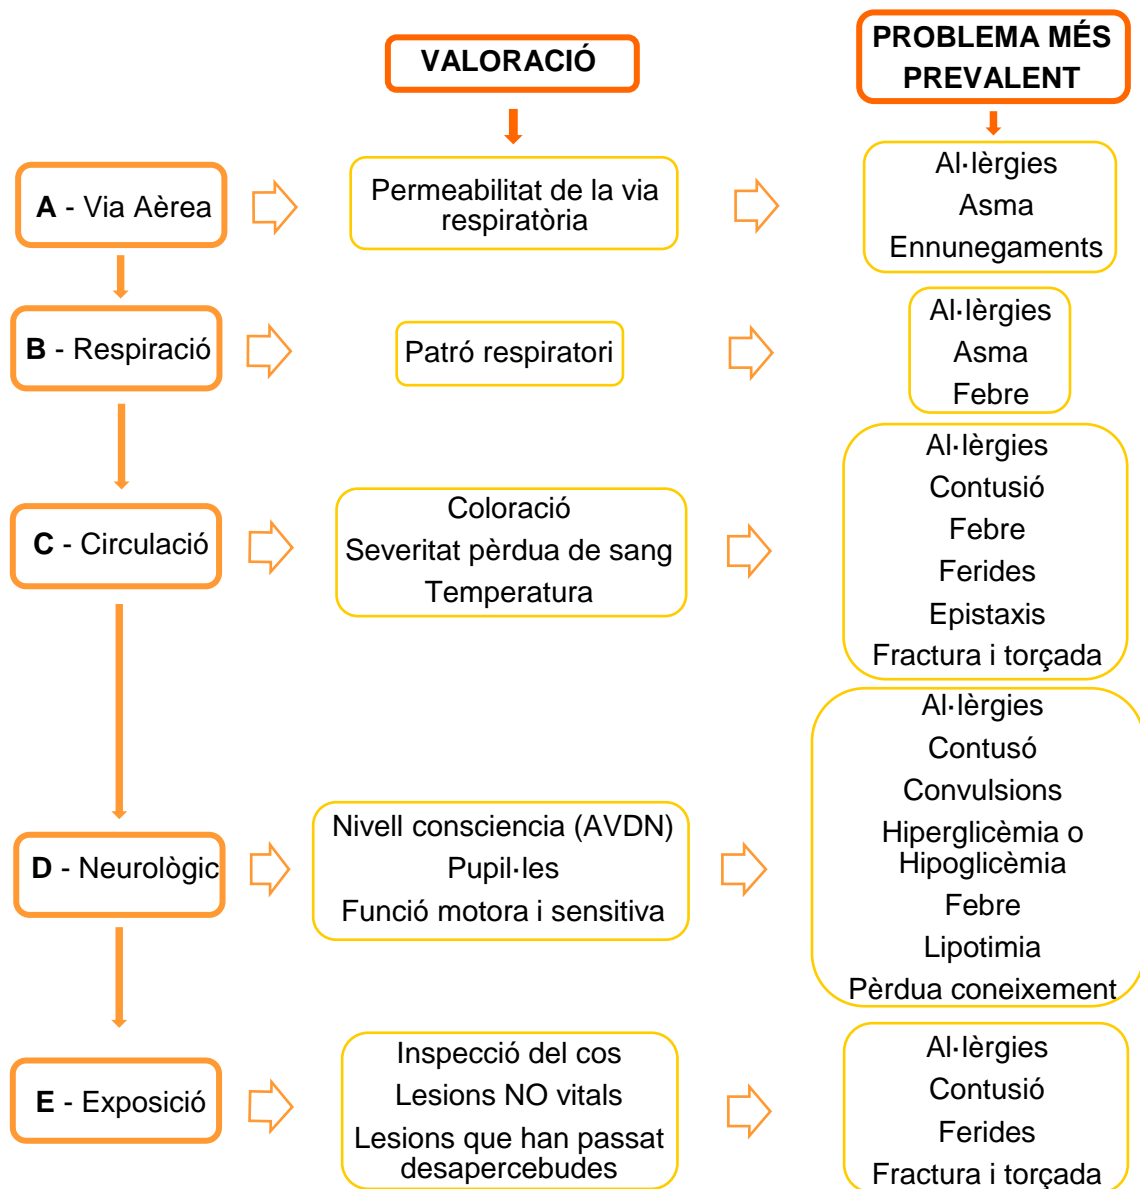 VALORACIÓ
PROBLEMA MÉS
PREVALENT
A - Via Aèrea
Permeabilitat de la via
respiratòria
Al·lèrgies
Asma
Ennunegaments
B - Respiració
Patró respiratori
Al·lèrgies
Asma
Febre
C - Circulació
Coloració
Severitat pèrdua de sang
Temperatura
Al·lèrgies
Contusió
Febre
Ferides
Epistaxis
Fractura i torçada
D - Neurològic
Nivell consciencia (AVDN)
Pupil·les
Funció motora i sensitiva
Al·lèrgies
Contusó
Convulsions
Hiperglicèmia o
Hipoglicèmia
Febre
Lipotimia
Pèrdua coneixement
E - Exposició
Inspecció del cos
Lesions NO vitals
Lesions que han passat
desapercebudes
Al·lèrgies
Contusió
Ferides
Fractura i torçada